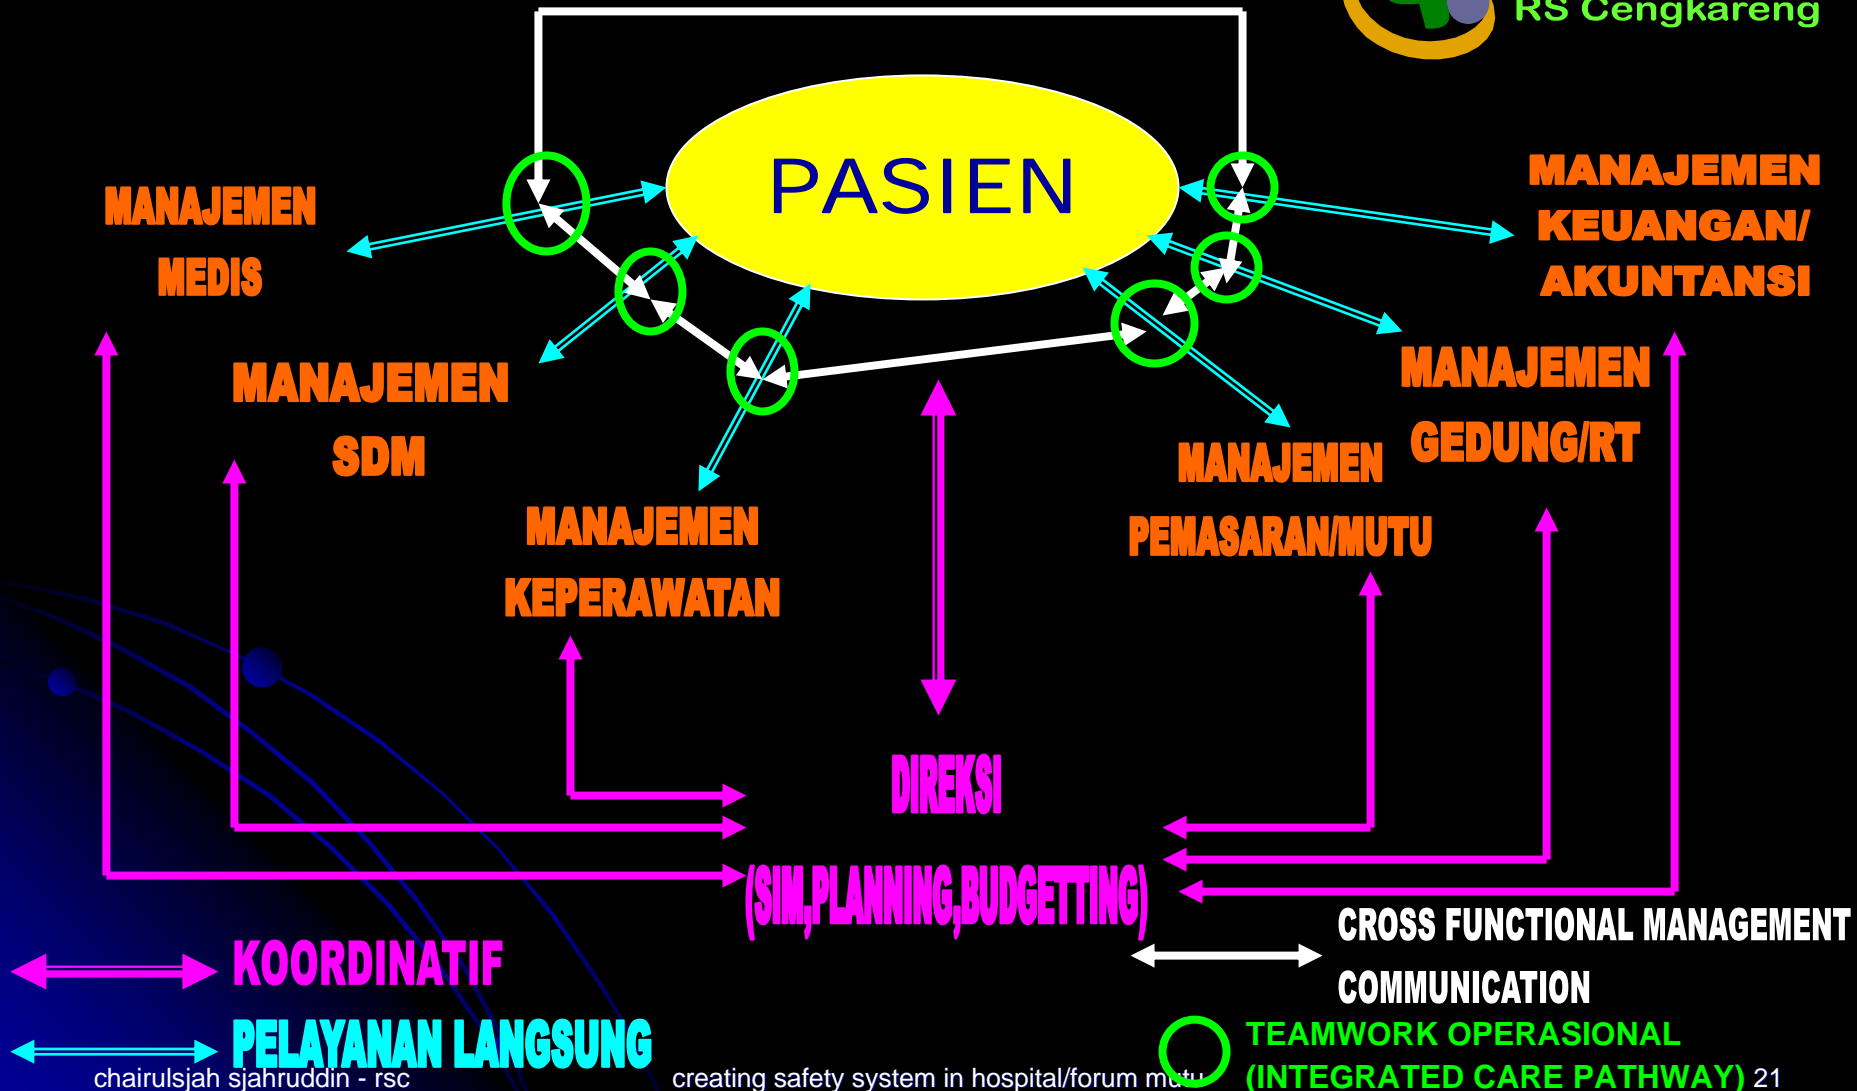 RS Cengkareng
PASIEN
MANAJEMEN
MEDIS
MANAJEMEN
SDM
MANAJEMEN
KEPERAWATAN
MANAJEMEN
PEMASARAN/MUTU
MANAJEMEN
GEDUNG/RT
MANAJEMEN
KEUANGAN/
AKUNTANSI
DIREKSI
(SIM,PLANNING,BUDGETTING)
KOORDINATIF
PELAYANAN LANGSUNG
CROSS FUNCTIONAL MANAGEMENT
COMMUNICATION
TEAMWORK OPERASIONAL
(INTEGRATED CARE PATHWAY)
chairulsjah sjahruddin - rsc
creating safety system in hospital/forum mutu
21